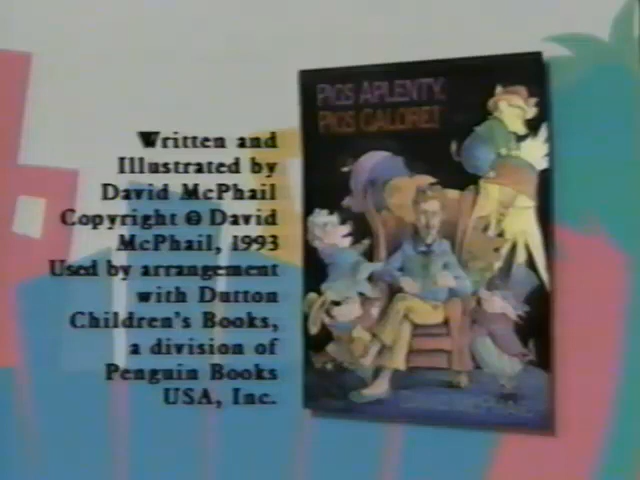 Written and
Illustrated by
David McPhail
Copyright © David
McPhail, 1993
Used by arrangement
with Dutton
Children's Books,
a division of
Penguin Books
USA, Inc.
PIGS APLENTY,
PIGS GALORE!